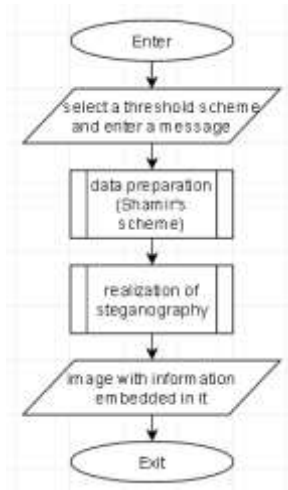 Enter
select a threshold scheme
and enter a message
data preparation
(Shamir's
scheme)
realization of
steganography
image with information
embedded in it
Exit